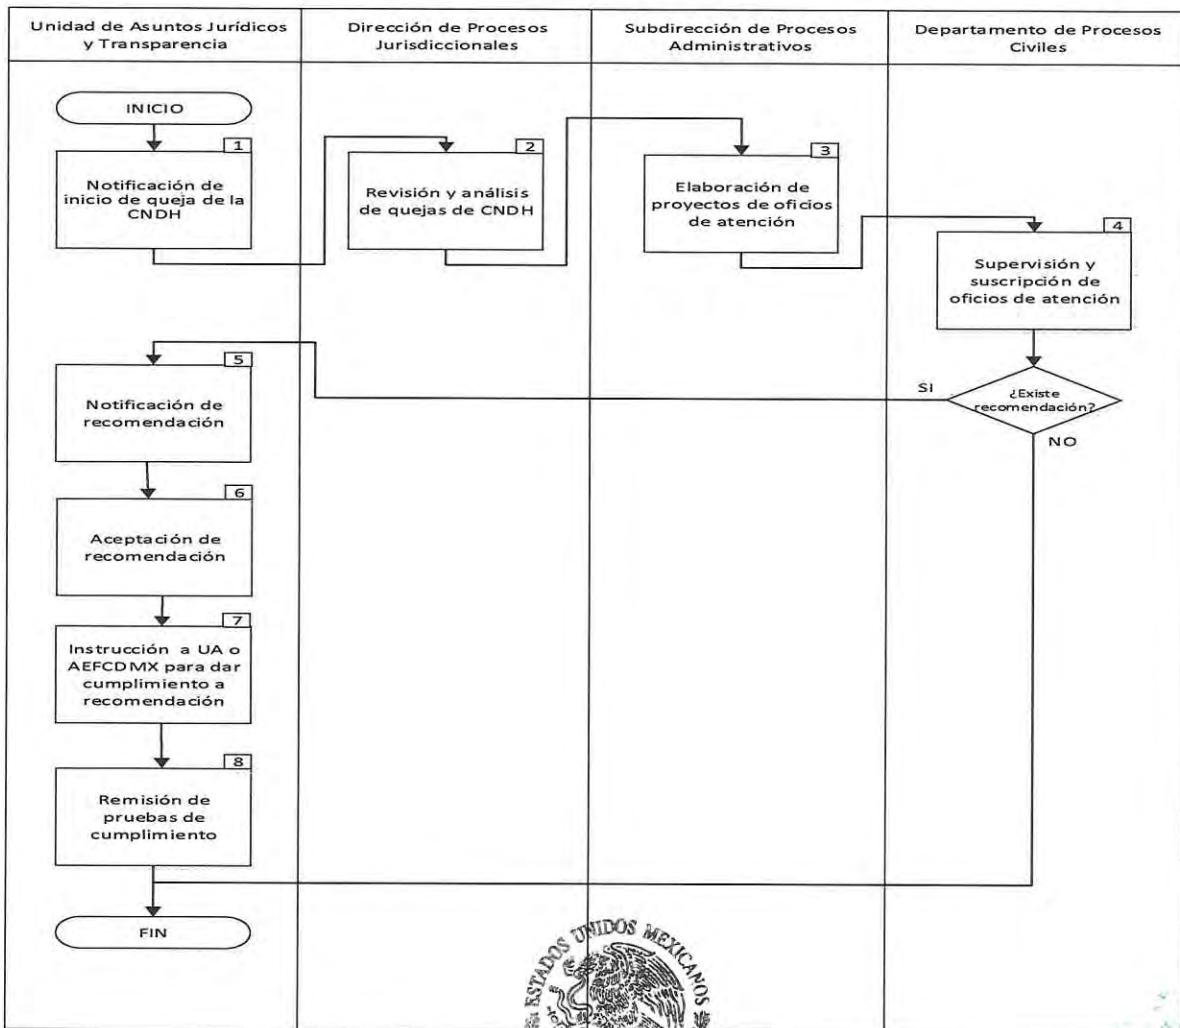 Unidad de Asuntos Jurídicos
y Transparencia
Dirección de Procesos
Jurisdiccionales
Subdirección de Procesos
Administrativos
Departamento de Procesos
Civiles
INICIO
1
Notificación de
inicio de queja de la
CNDH
2
Revisión y análisis
de quejas de CNDH
3
Elaboración de
proyectos de oficios
de atención
4
Supervisión y
suscripción de
oficios de atención
¿Existe
recomendación?
SI
NO
5
Notificación de
recomendación
6
Aceptación de
recomendación
7
Instrucción a UA o
AEFCDMX para dar
cumplimiento a
recomendación
8
Remisión de
pruebas de
cumplimiento
FIN
ESTADOS UNIDOS MEXICANOS